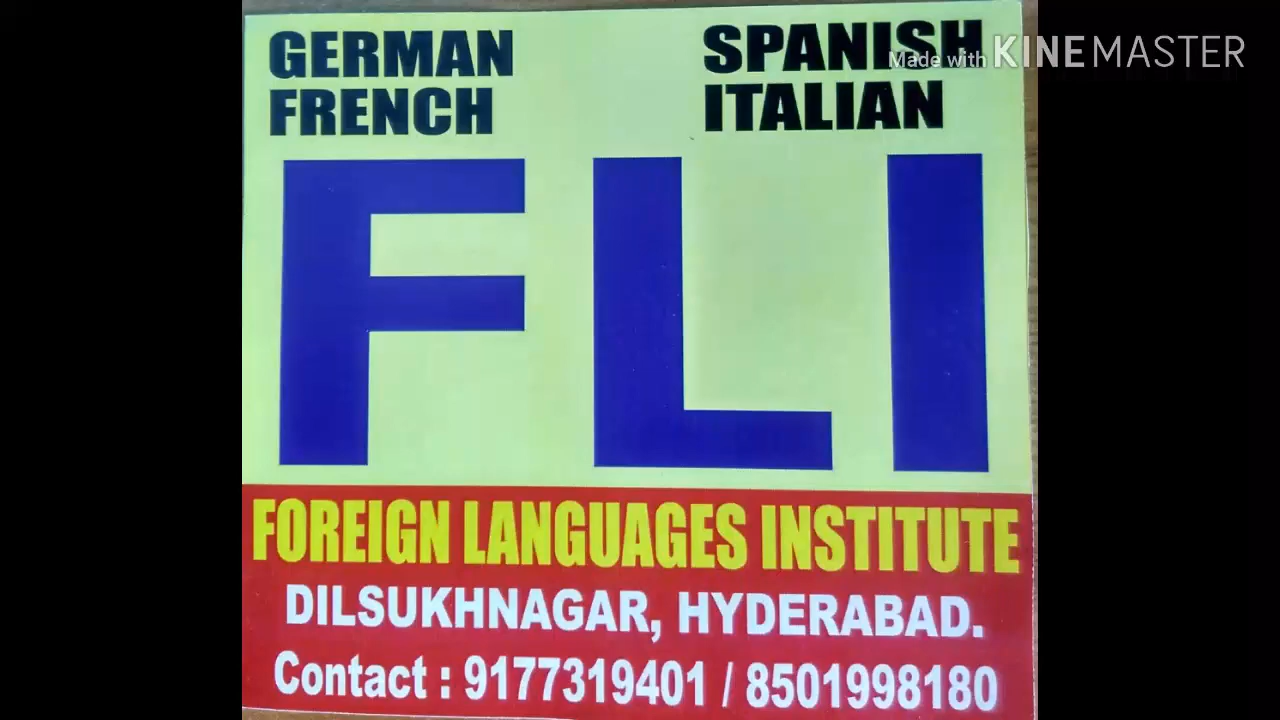 GERMAN
FRENCH
SPANISH
ITALIAN
Made with KINEMASTER
FLI
FOREIGN LANGUAGES INSTITUTE
DILSUKHNAGAR, HYDERABAD.
Contact : 9177319401 / 8501998180